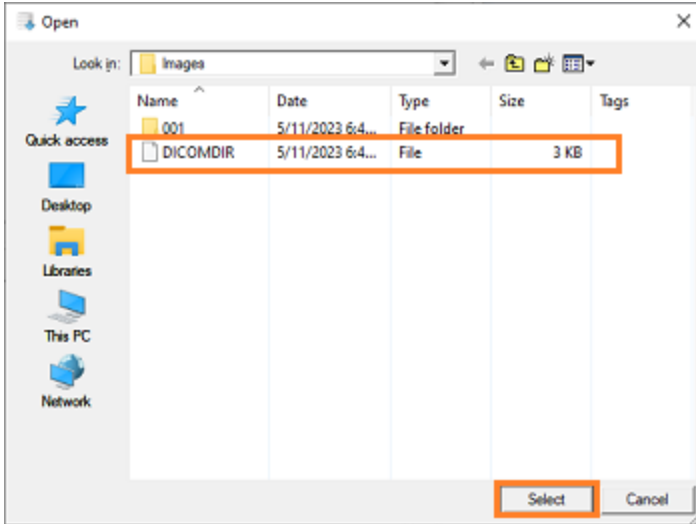 Open
Look in: Images
Name Date Type Size Tags
001 5/11/2023 6:4... File folder
DICOMDIR 5/11/2023 6:4... File 3 KB
Quick access
Desktop
Libraries
This PC
Network
Select Cancel